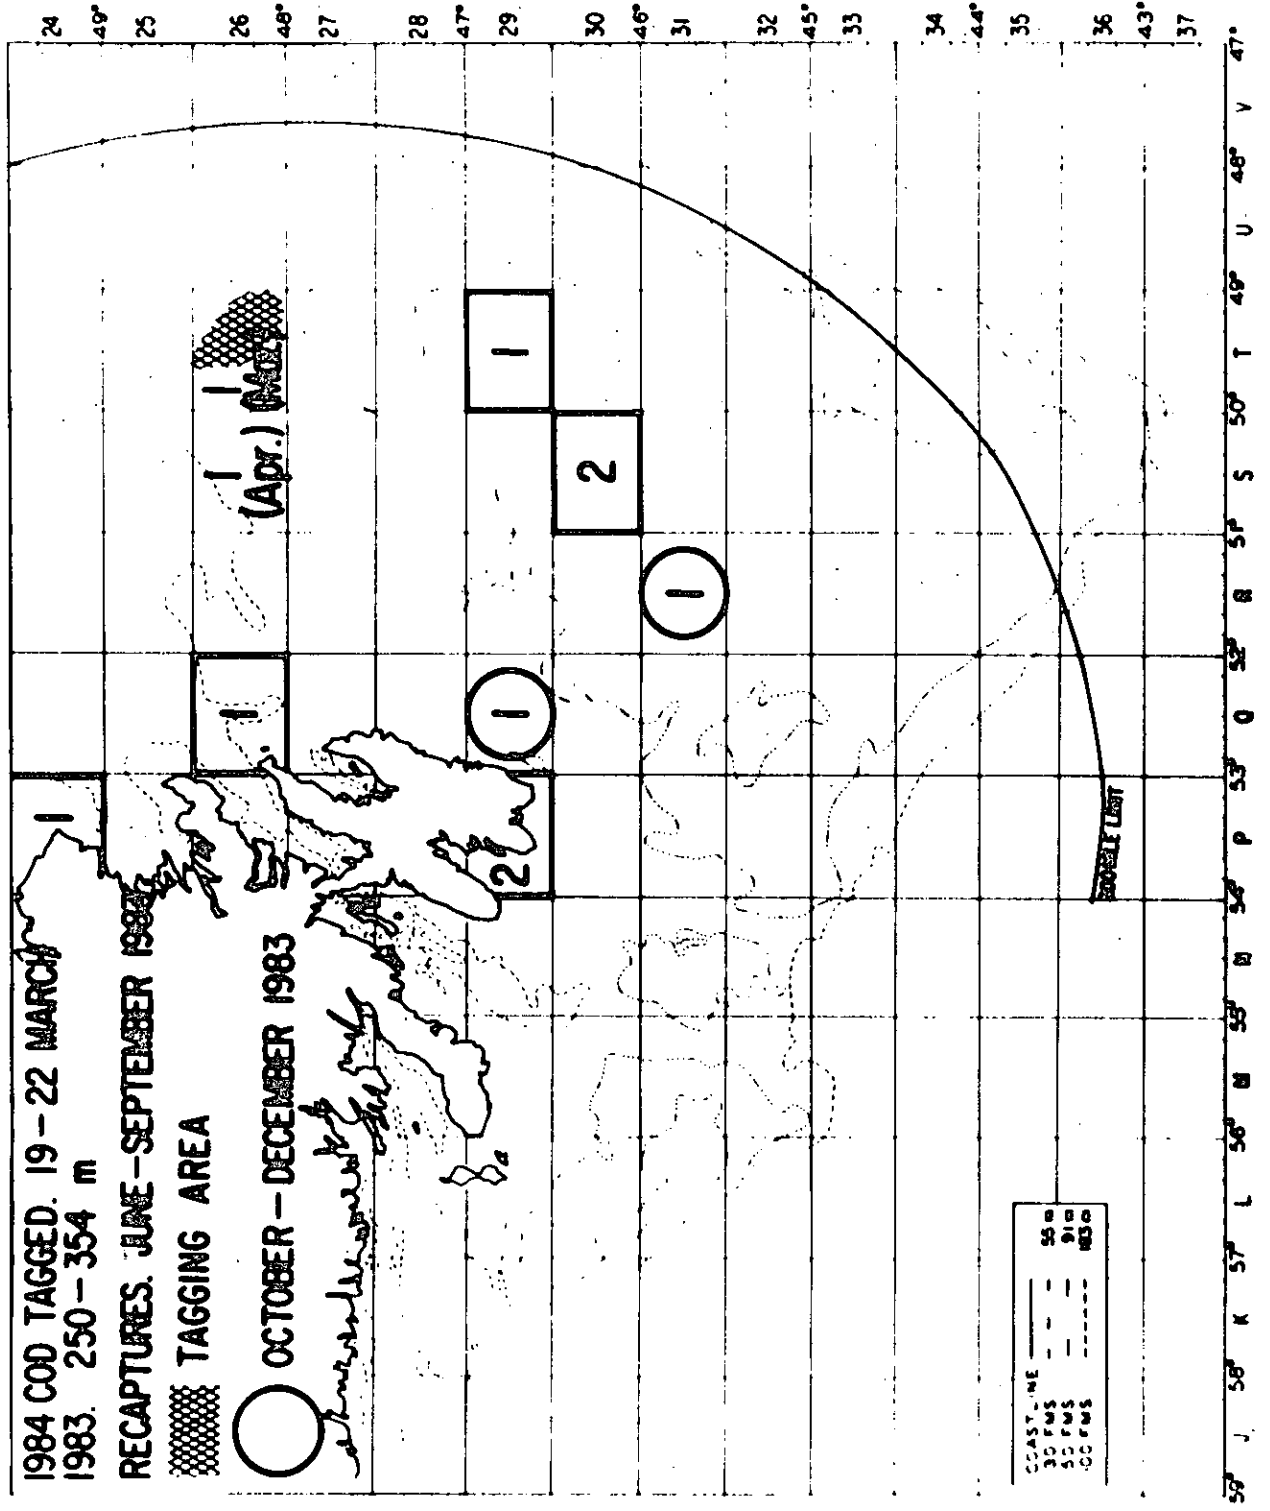 1984 COD TAGGED. 19-22 MARCH
1983. 250-354 m
RECAPTURES. JUNE-SEPTEMBER
TAGGING AREA
OCTOBER-DECEMBER 1983
1
1
1 1
(Apr.)
2
1
1
2
1
200 MILE LIMIT
COASTLINE
30 FMS 55 m
50 FMS 91 m
100 FMS 183 m
24
49°
25
26
48°
27
28
47°
29
30
46°
31
32
45°
33
34
44°
35
36
43°
37
59° J 58° K 57° L 56° 55° 54° P 53° Q 52° 51° S 50° T 49° U 48° V 47°